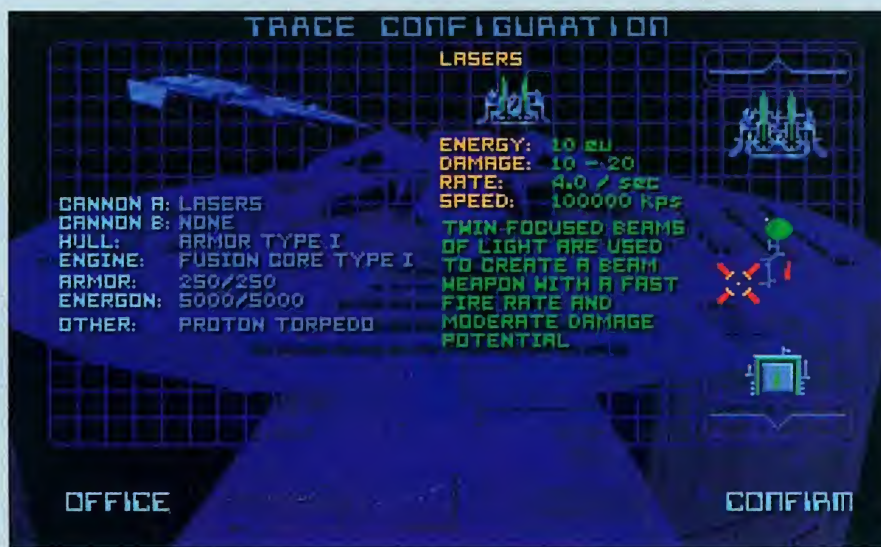 TRACE CONFIGURATION
LASERS
ENERGY: 10 eu
DAMAGE: 10 - 20
RATE: 4.0 / sec
SPEED: 100000 kps
CANNON A: LASERS
CANNON B: NONE
HULL: ARMOR TYPE I
ENGINE: FUSION CORE TYPE I
ARMOR: 250/250
ENERGON: 5000/5000
OTHER: PROTON TORPEDO
TWIN-FOCUSED BEAMS
OF LIGHT ARE USED
TO CREATE A BEAM
WEAPON WITH A FAST
FIRE RATE AND
MODERATE DAMAGE
POTENTIAL
OFFICE
CONFIRM